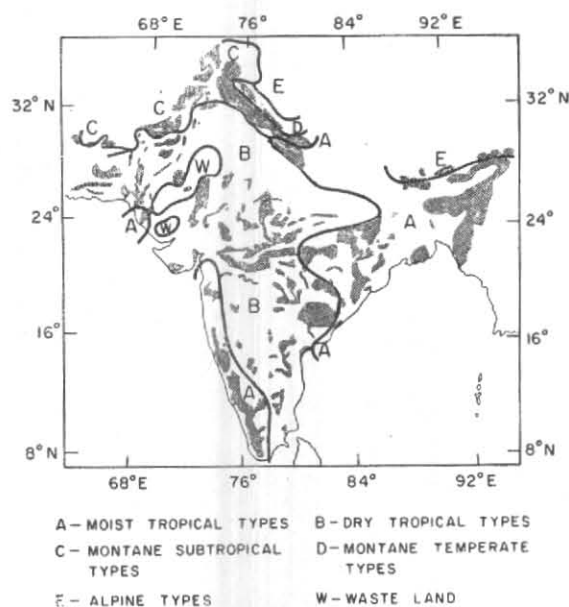 68°E 76° 84° 92°E
C
E
32°N 32°N
C
C D
A
B
W E
24° A W A 24°
B
16° 16°
A
A
8°N 8°N
68°E 76° 84° 92°E
A – MOIST TROPICAL TYPES B – DRY TROPICAL TYPES
C – MONTANE SUBTROPICAL D – MONTANE TEMPERATE
TYPES TYPES
E – ALPINE TYPES W – WASTE LAND